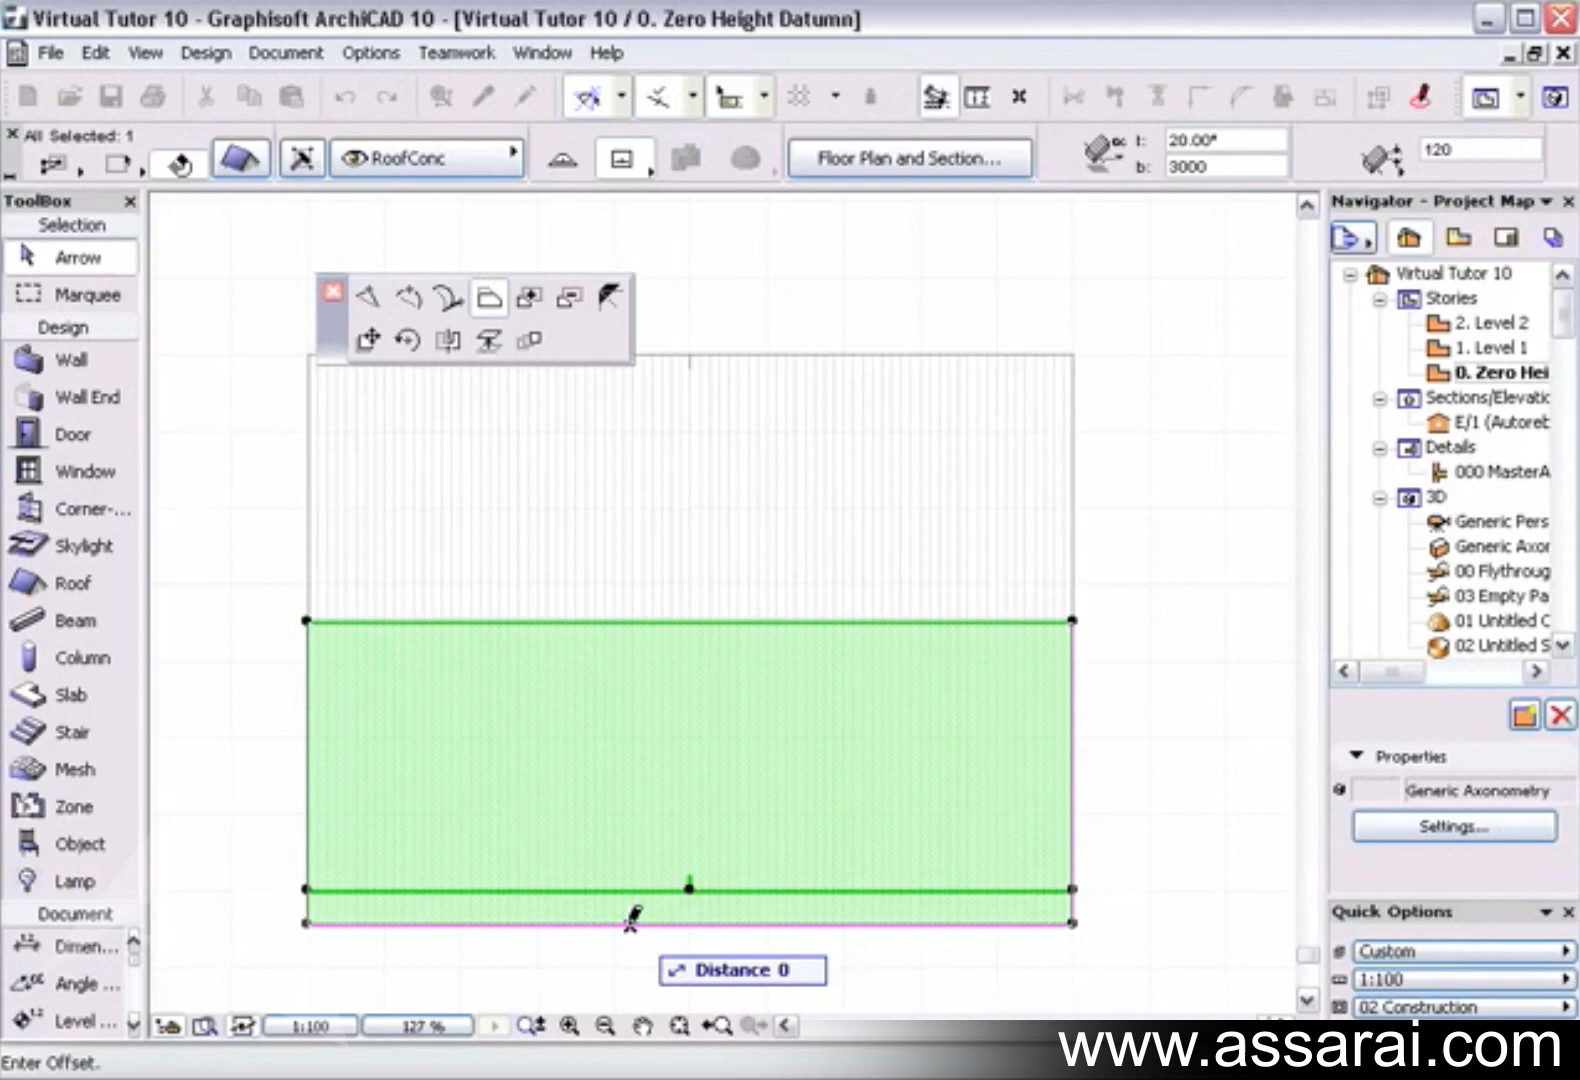 Virtual Tutor 10 - Graphisoft ArchiCAD 10 - [Virtual Tutor 10 / 0. Zero Height Datumn]
File Edit View Design Document Options Teamwork Window Help
All Selected: 1
RoofConc
Floor Plan and Section...
t: 20.00°
b: 3000
120
ToolBox
Selection
Arrow
Marquee
Design
Wall
Wall End
Door
Window
Corner-...
Skylight
Roof
Beam
Column
Slab
Stair
Mesh
Zone
Object
Lamp
Document
Dimen...
Angle ...
Level ...
Distance 0
1:100
127 %
Enter Offset.
Navigator - Project Map
Virtual Tutor 10
Stories
2. Level 2
1. Level 1
0. Zero Hei
Sections/Elevatic
E/1 (Autoret
Details
000 MasterA
3D
Generic Pers
Generic Axor
00 Flythroug
03 Empty Pa
01 Untitled C
02 Untitled S
Properties
Generic Axonometry
Settings...
Quick Options
Custom
1:100
02 Construction
www.assarai.com